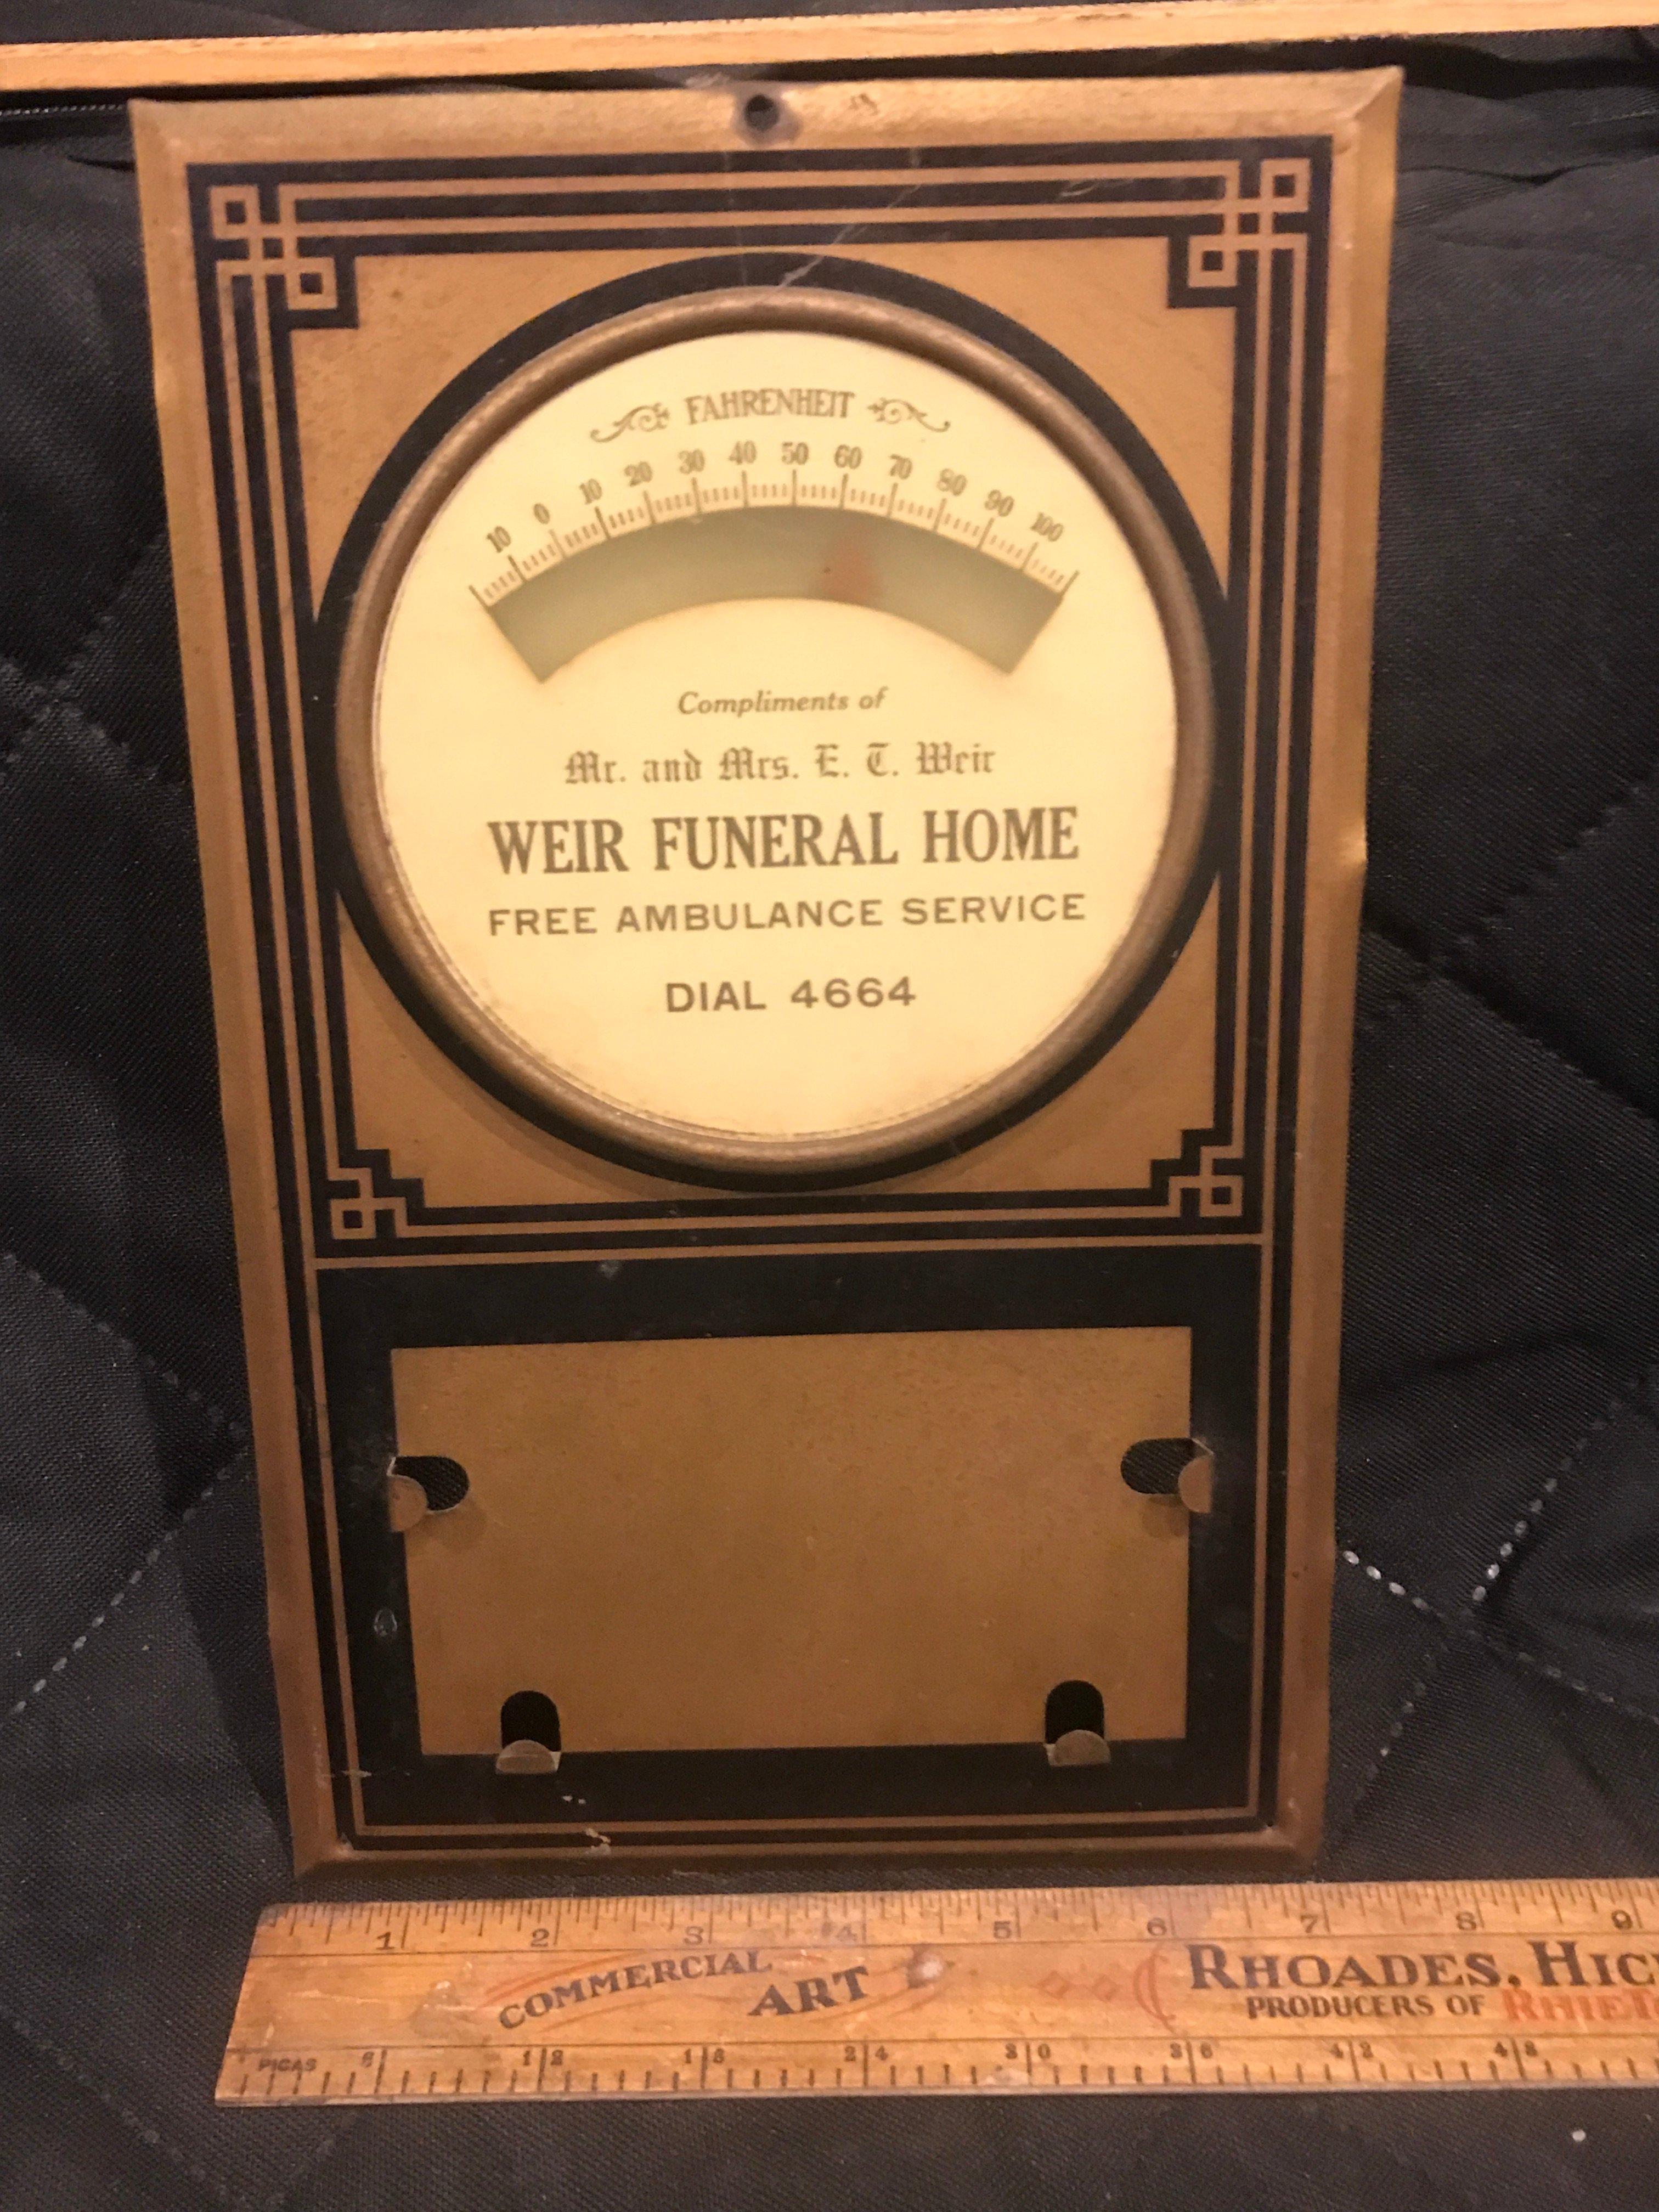 FAHRENHEIT
10 0 10 20 30 40 50 60 70 80 90 100
Compliments of
Mr. and Mrs. E. T. Weir
WEIR FUNERAL HOME
FREE AMBULANCE SERVICE
DIAL 4664
1 2 3 4 5 6 7 8 9
COMMERCIAL
ART
RHOADES, HIC
PRODUCERS OF
PICAS 6 12 18 24 30 36 42 48